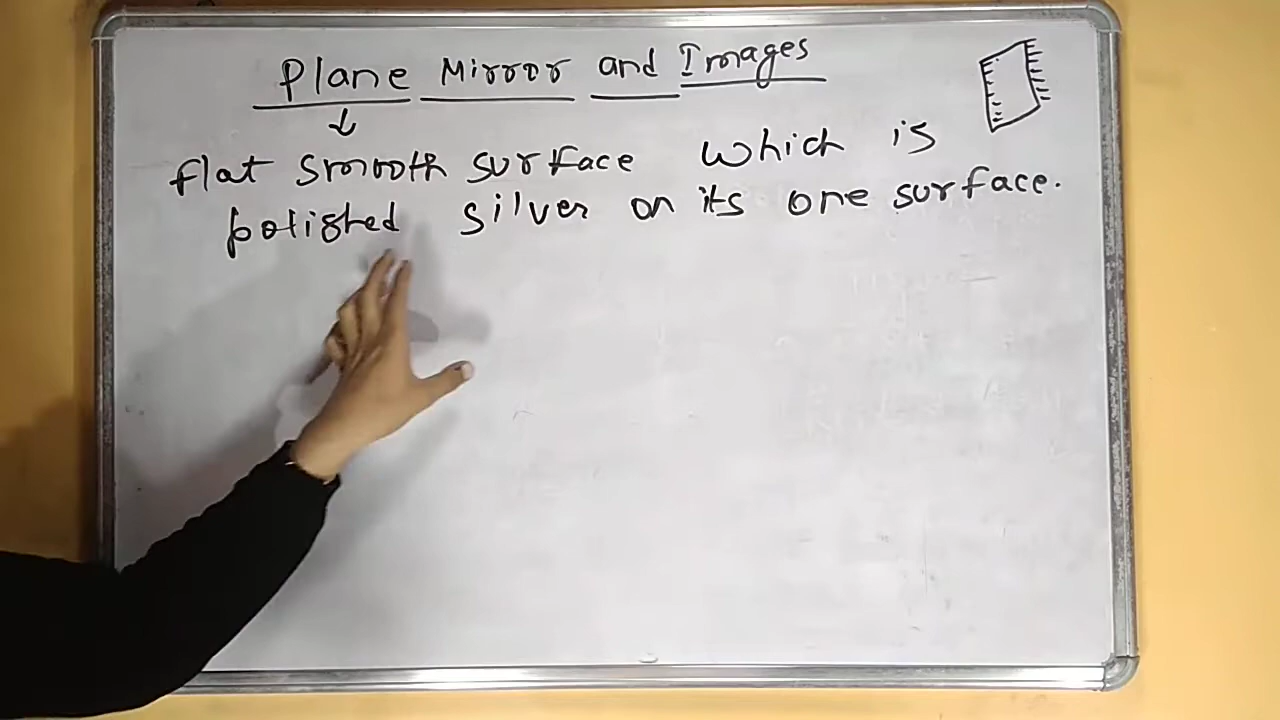 Plane Mirror and Images
flat smooth surface which is
polished silver on its one surface.